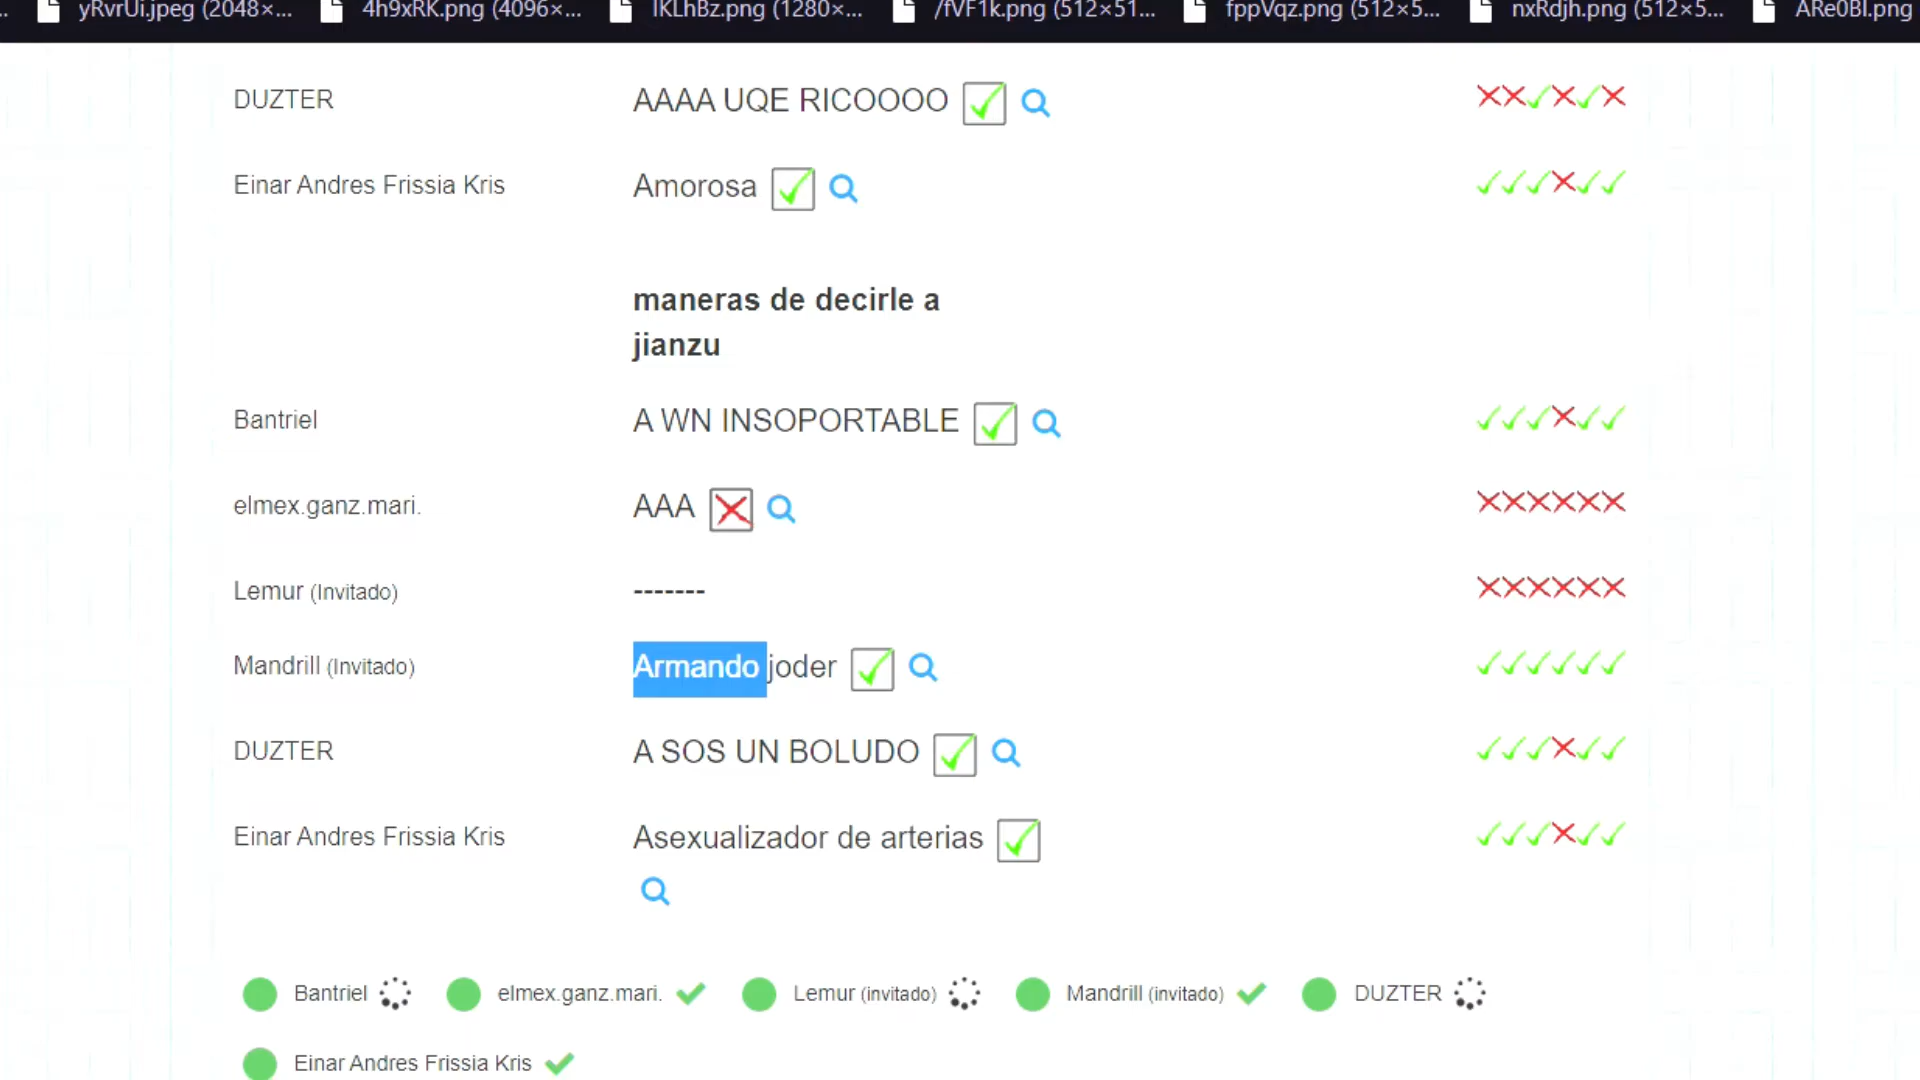 yRvrUi.jpeg (2048×... 4h9xRK.png (4096×... lKLhBz.png (1280×... /fVF1k.png (512×51... fppVqz.png (512×5... nxRdjh.png (512×5... ARe0Bl.png
DUZTER AAAA UQE RICOOOO
Einar Andres Frissia Kris Amorosa
maneras de decirle a
jianzu
Bantriel A WN INSOPORTABLE
elmex.ganz.mari. AAA
Lemur (Invitado) -------
Mandrill (Invitado) Armando joder
DUZTER A SOS UN BOLUDO
Einar Andres Frissia Kris Asexualizador de arterias
Bantriel elmex.ganz.mari. Lemur (invitado) Mandrill (invitado) DUZTER
Einar Andres Frissia Kris